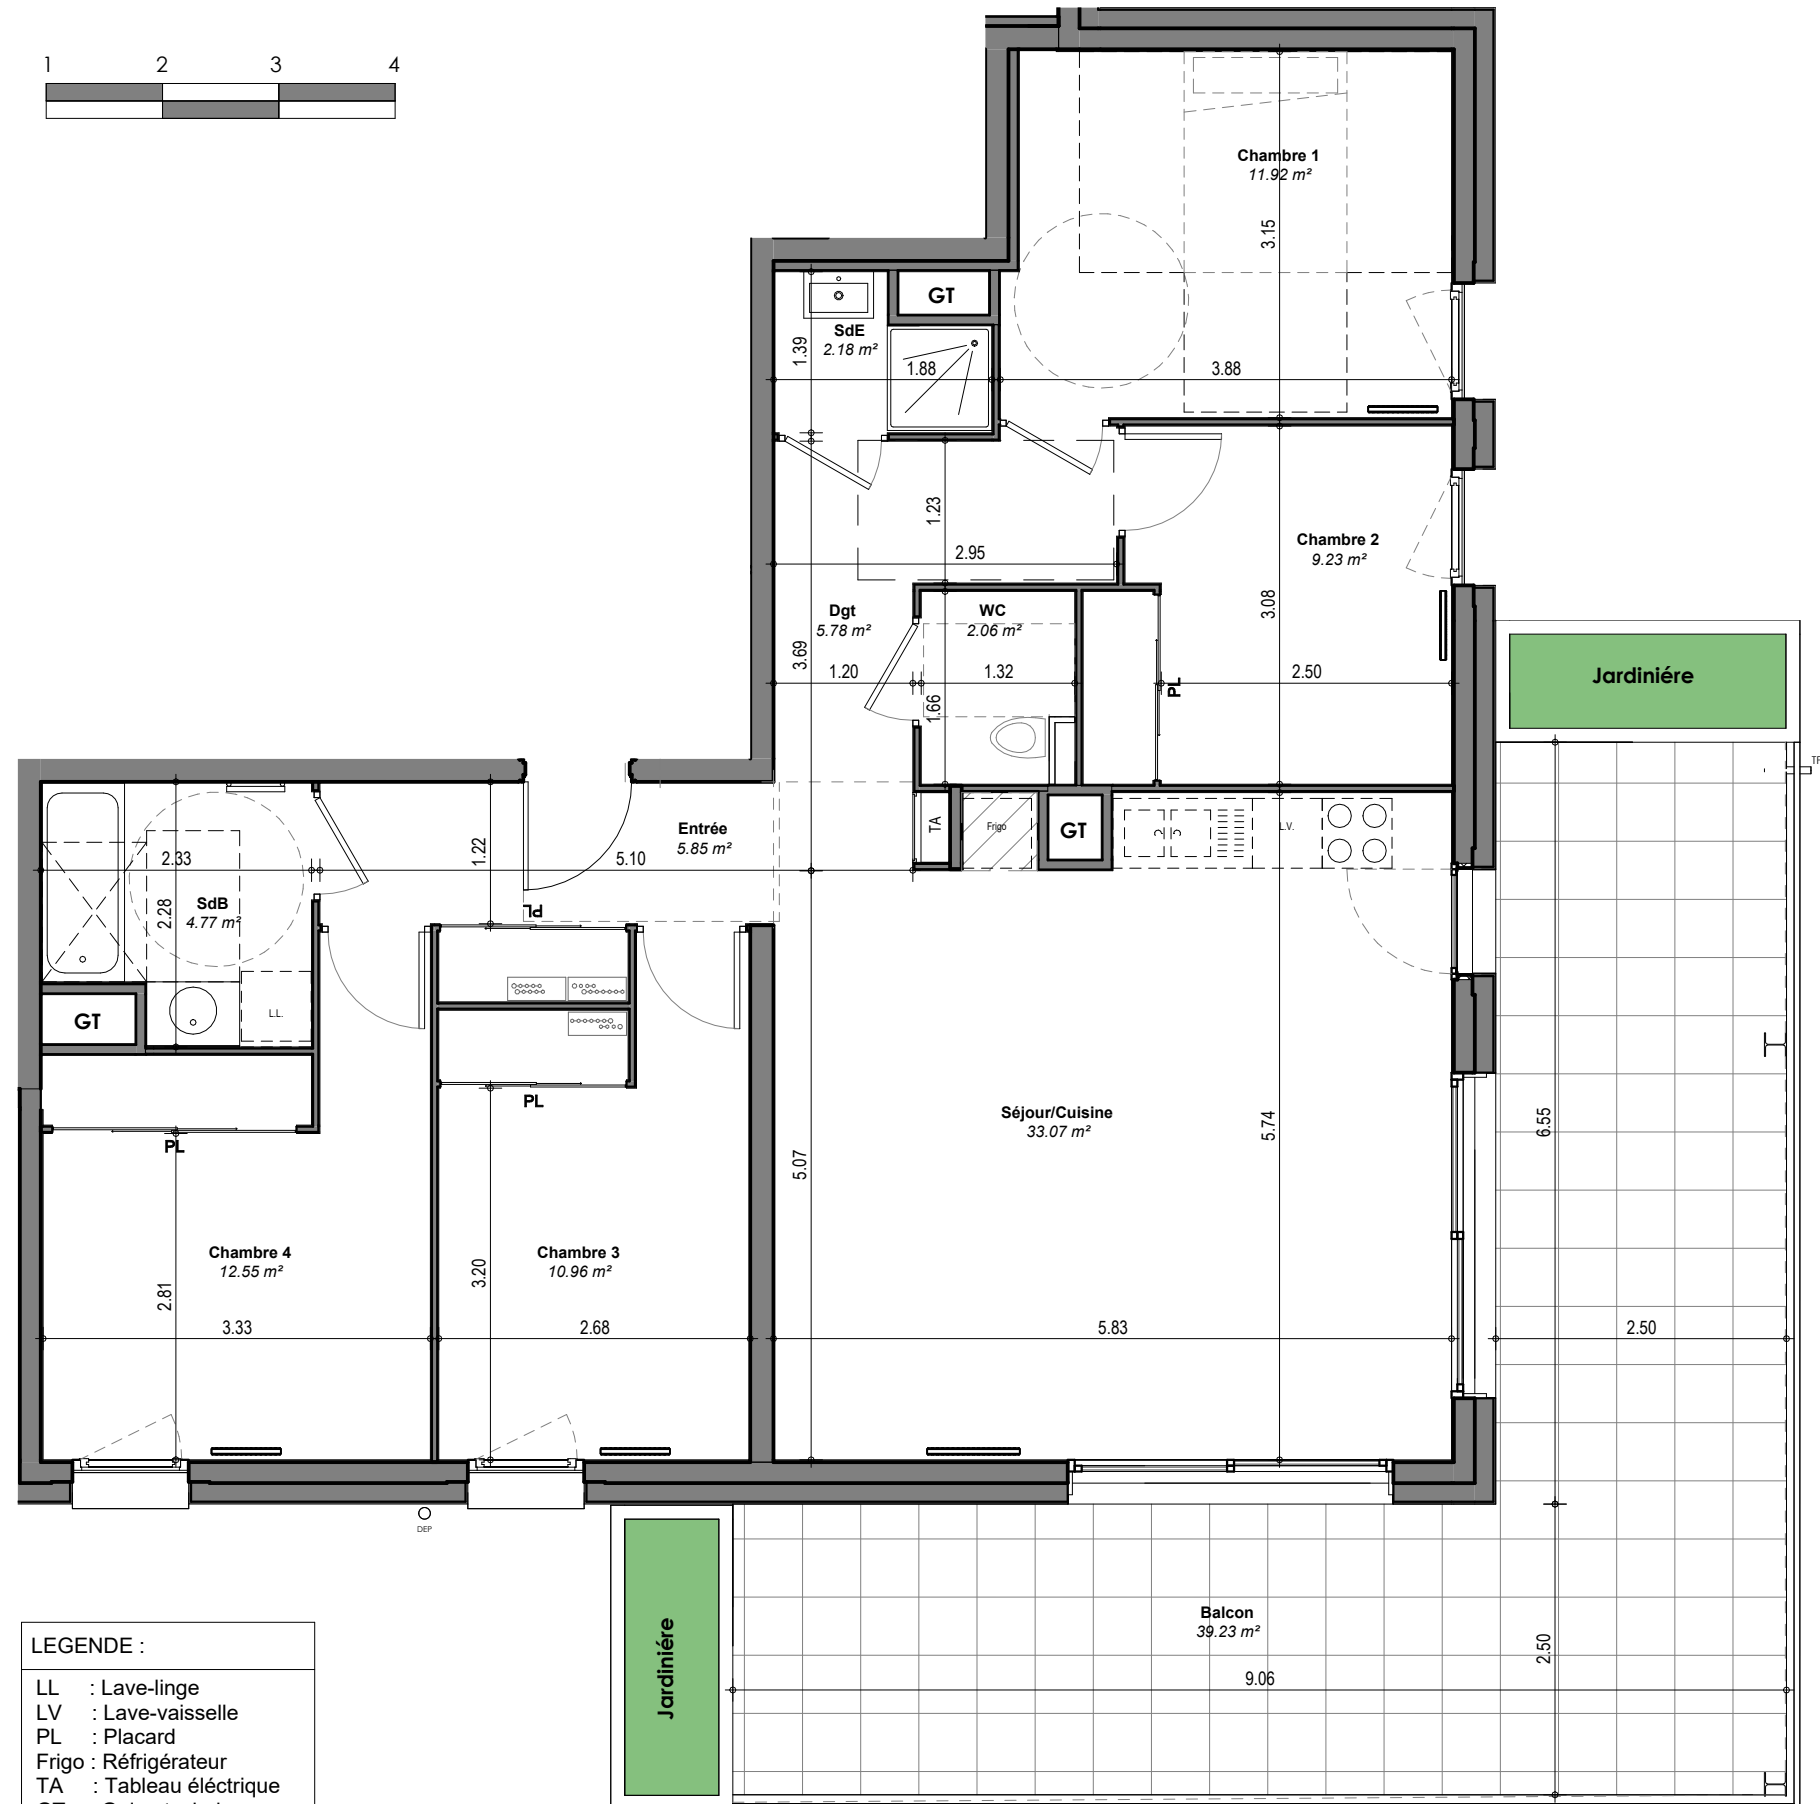 1 2 3 4
Chambre 1
11.92 m²
3.15
GT
SdE
2.18 m²
1.39
1.88
3.88
1.23
2.95
Chambre 2
9.23 m²
3.08
Dgt
5.78 m²
WC
2.06 m²
3.69
1.20
1.32
1.66
PL
2.50
Jardiniére
TP
Entrée
5.85 m²
TA
Frigo
GT
L.V.
2.33
1.22
5.10
SdB
4.77 m²
2.28
PL
GT
L.L.
PL
PL
Séjour/Cuisine
33.07 m²
5.74
5.07
6.55
Chambre 4
12.55 m²
2.81
Chambre 3
10.96 m²
3.20
3.33
2.68
5.83
2.50
DEP
Jardiniére
Balcon
39.23 m²
2.50
9.06
LEGENDE :
LL : Lave-linge
LV : Lave-vaisselle
PL : Placard
Frigo : Réfrigérateur
TA : Tableau éléctrique